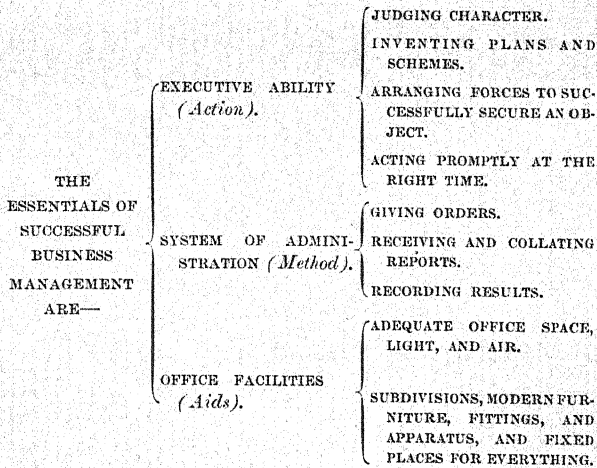 THE
ESSENTIALS OF
SUCCESSFUL
BUSINESS
MANAGEMENT
ARE—
EXECUTIVE ABILITY
(Action).
JUDGING CHARACTER.
INVENTING PLANS AND
SCHEMES.
ARRANGING FORCES TO SUC-
CESSFULLY SECURE AN OB-
JECT.
ACTING PROMPTLY AT THE
RIGHT TIME.
SYSTEM OF ADMINI-
STRATION (Method).
GIVING ORDERS.
RECEIVING AND COLLATING
REPORTS.
RECORDING RESULTS.
OFFICE FACILITIES
(Aids).
ADEQUATE OFFICE SPACE,
LIGHT, AND AIR.
SUBDIVISIONS, MODERN FUR-
NITURE, FITTINGS, AND
APPARATUS, AND FIXED
PLACES FOR EVERYTHING.